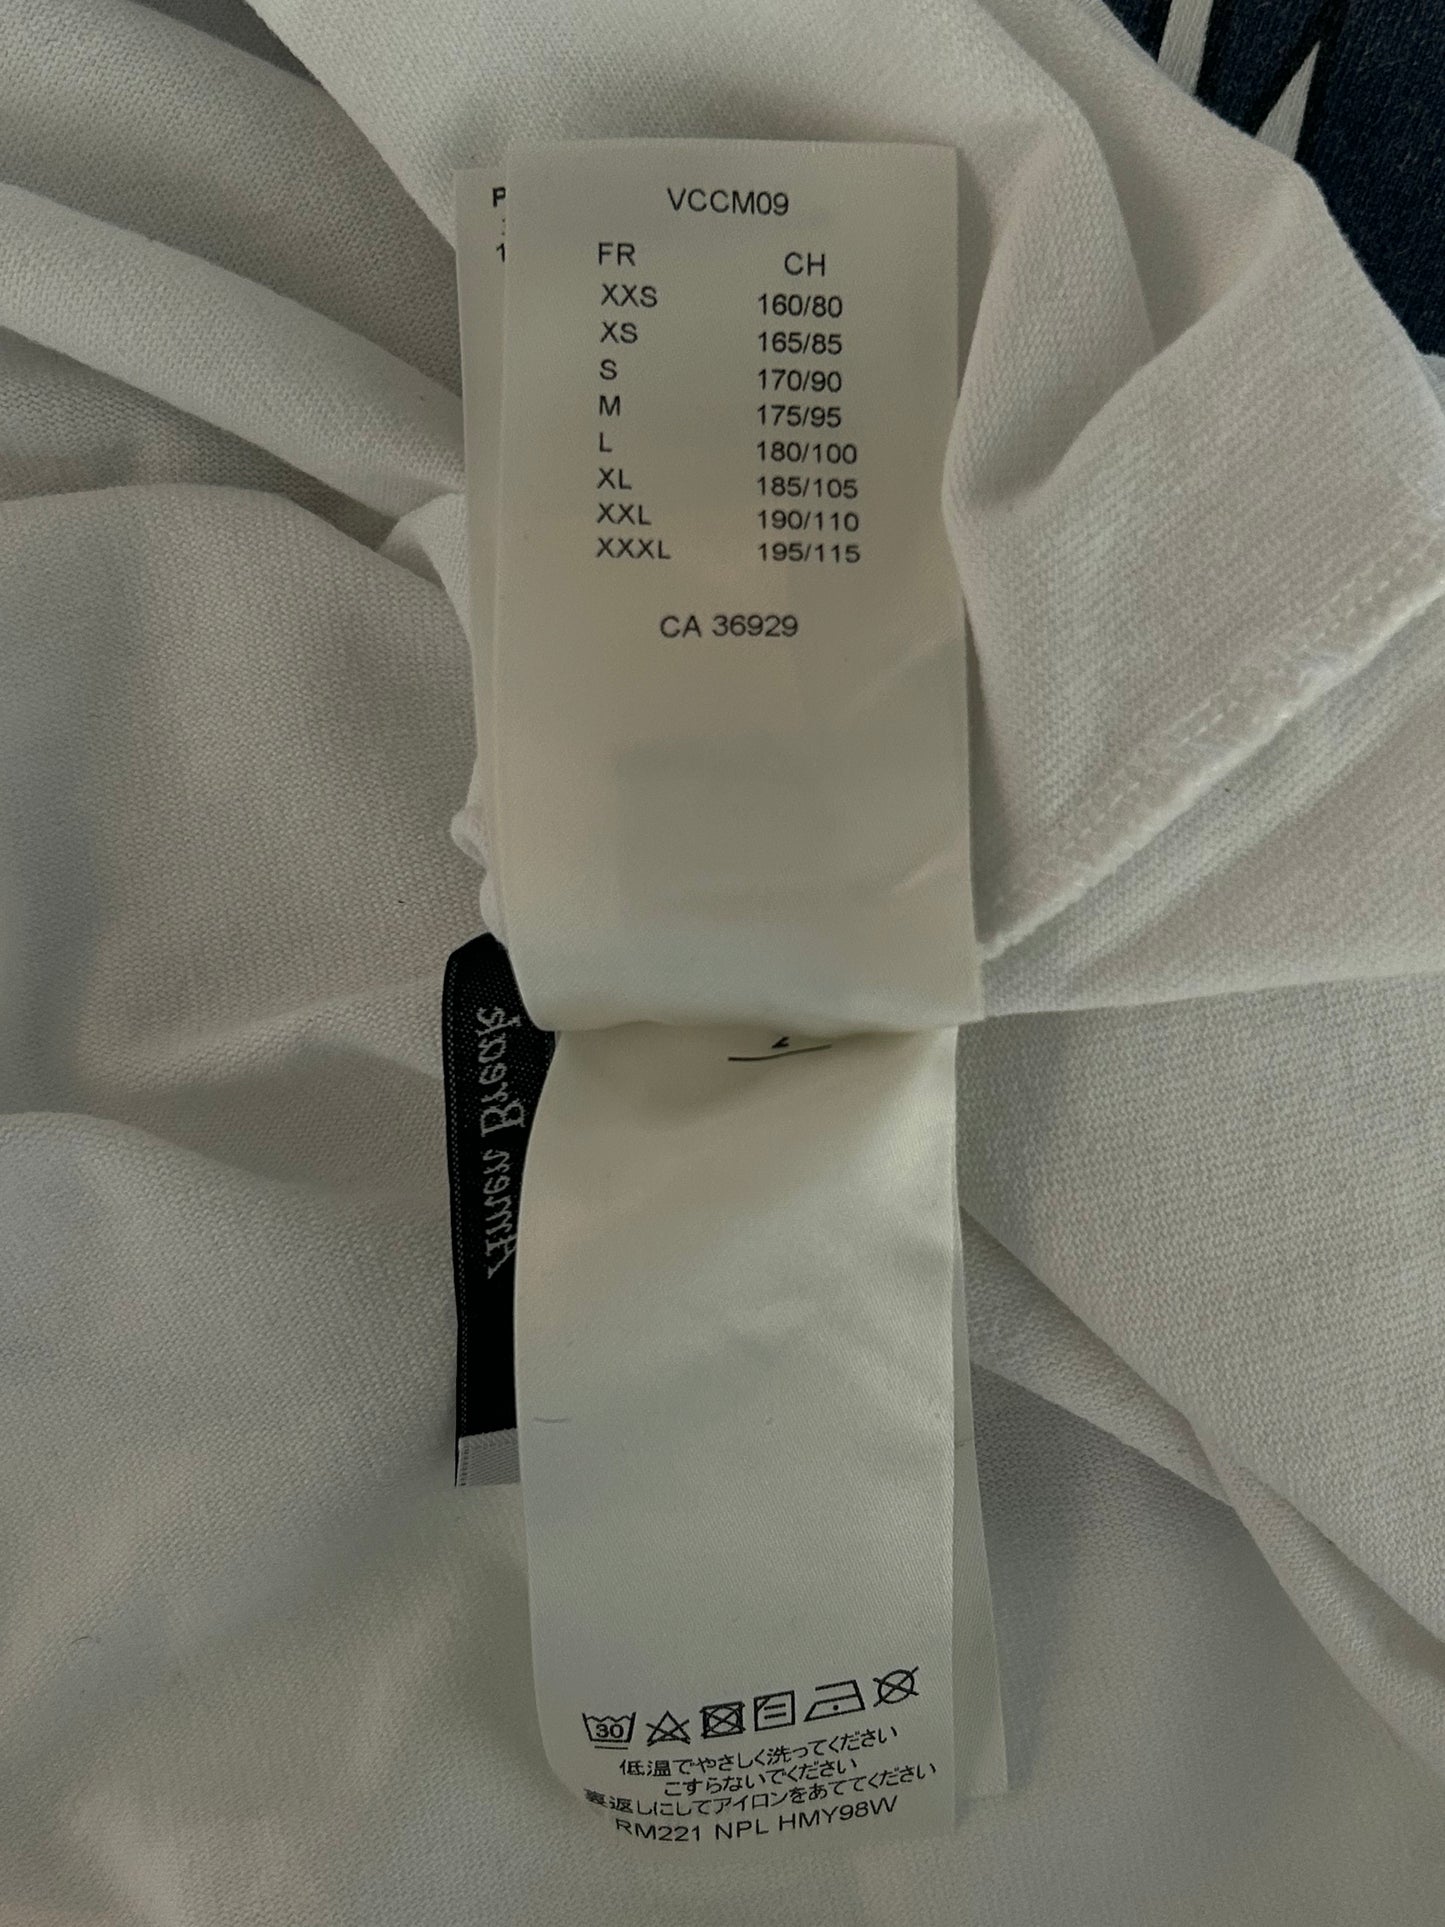 P
1
VCCM09
FR CH
XXS 160/80
XS 165/85
S 170/90
M 175/95
L 180/100
XL 185/105
XXL 190/110
XXXL 195/115
CA 36929
30
低温でやさしく洗ってください
こすらないでください
裏返しにしてアイロンをあててください
RM221 NPL HMY98W